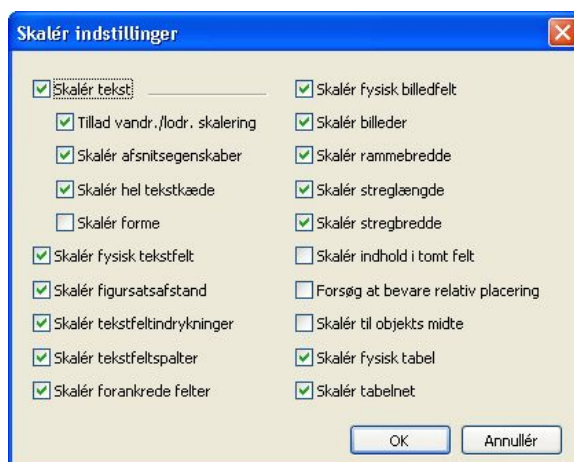 Skalér indstillinger
Skalér tekst
Tillad vandr./lodr. skalering
Skalér afsnitsegenskaber
Skalér hel tekstkæde
Skalér forme
Skalér fysisk tekstfelt
Skalér figursatsafstand
Skalér tekstfeltindrykninger
Skalér tekstfeltspalter
Skalér forankrede felter
Skalér fysisk billedfelt
Skalér billeder
Skalér rammebredde
Skalér streglængde
Skalér stregbredde
Skalér indhold i tomt felt
Forsøg at bevare relativ placering
Skalér til objekts midte
Skalér fysisk tabel
Skalér tabelnet
OK
Annullér